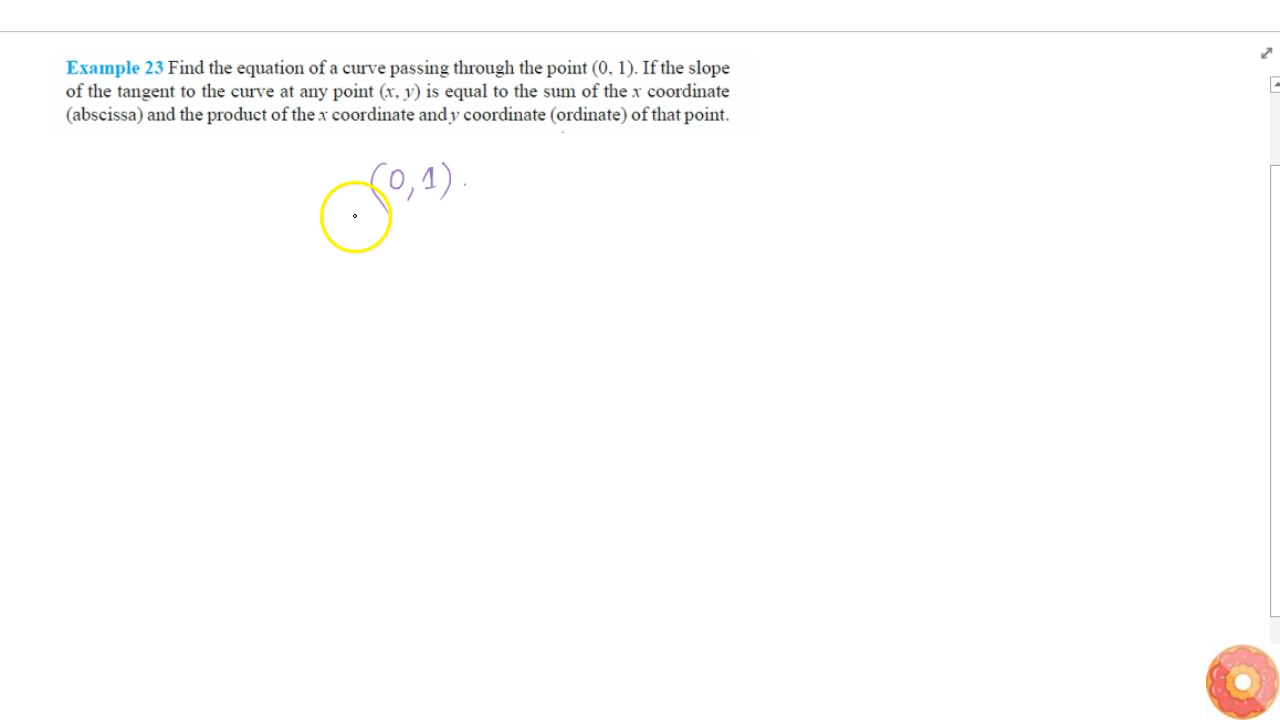 Example 23 Find the equation of a curve passing through the point (0, 1). If the slope
of the tangent to the curve at any point (x, y) is equal to the sum of the x coordinate
(abscissa) and the product of the x coordinate and y coordinate (ordinate) of that point.
(0,1).